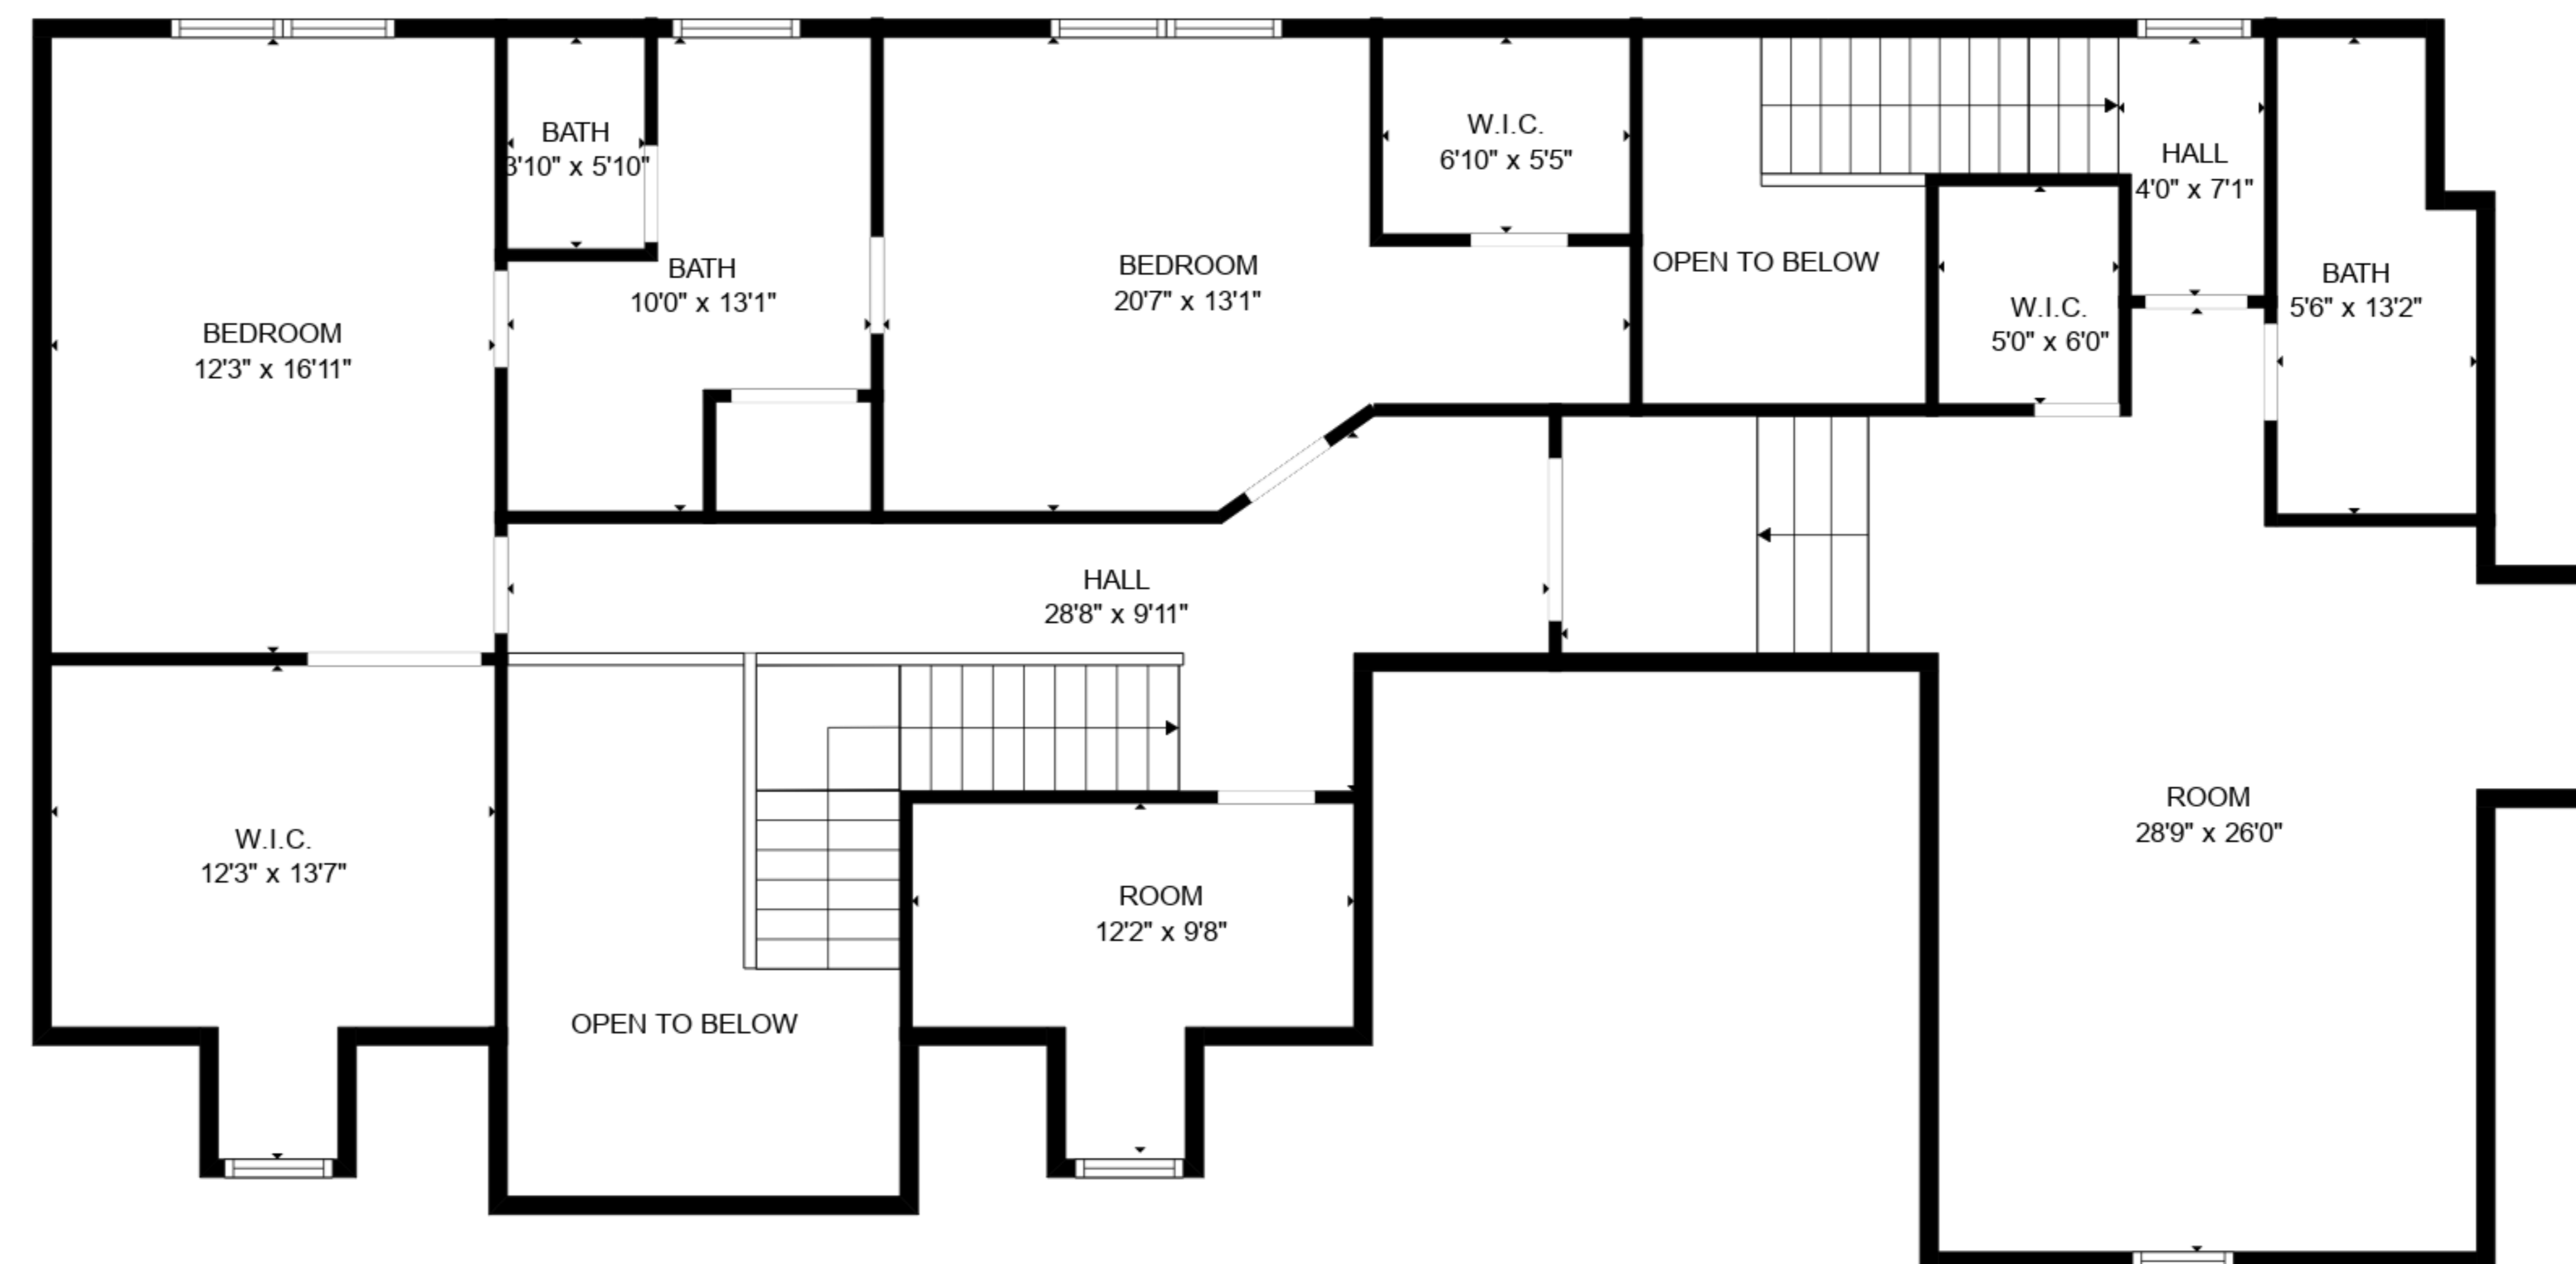 BATH
3'10" x 5'10"
W.I.C.
6'10" x 5'5"
HALL
4'0" x 7'1"
BATH
10'0" x 13'1"
BEDROOM
20'7" x 13'1"
OPEN TO BELOW
W.I.C.
5'0" x 6'0"
BATH
5'6" x 13'2"
BEDROOM
12'3" x 16'11"
HALL
28'8" x 9'11"
W.I.C.
12'3" x 13'7"
ROOM
12'2" x 9'8"
ROOM
28'9" x 26'0"
OPEN TO BELOW